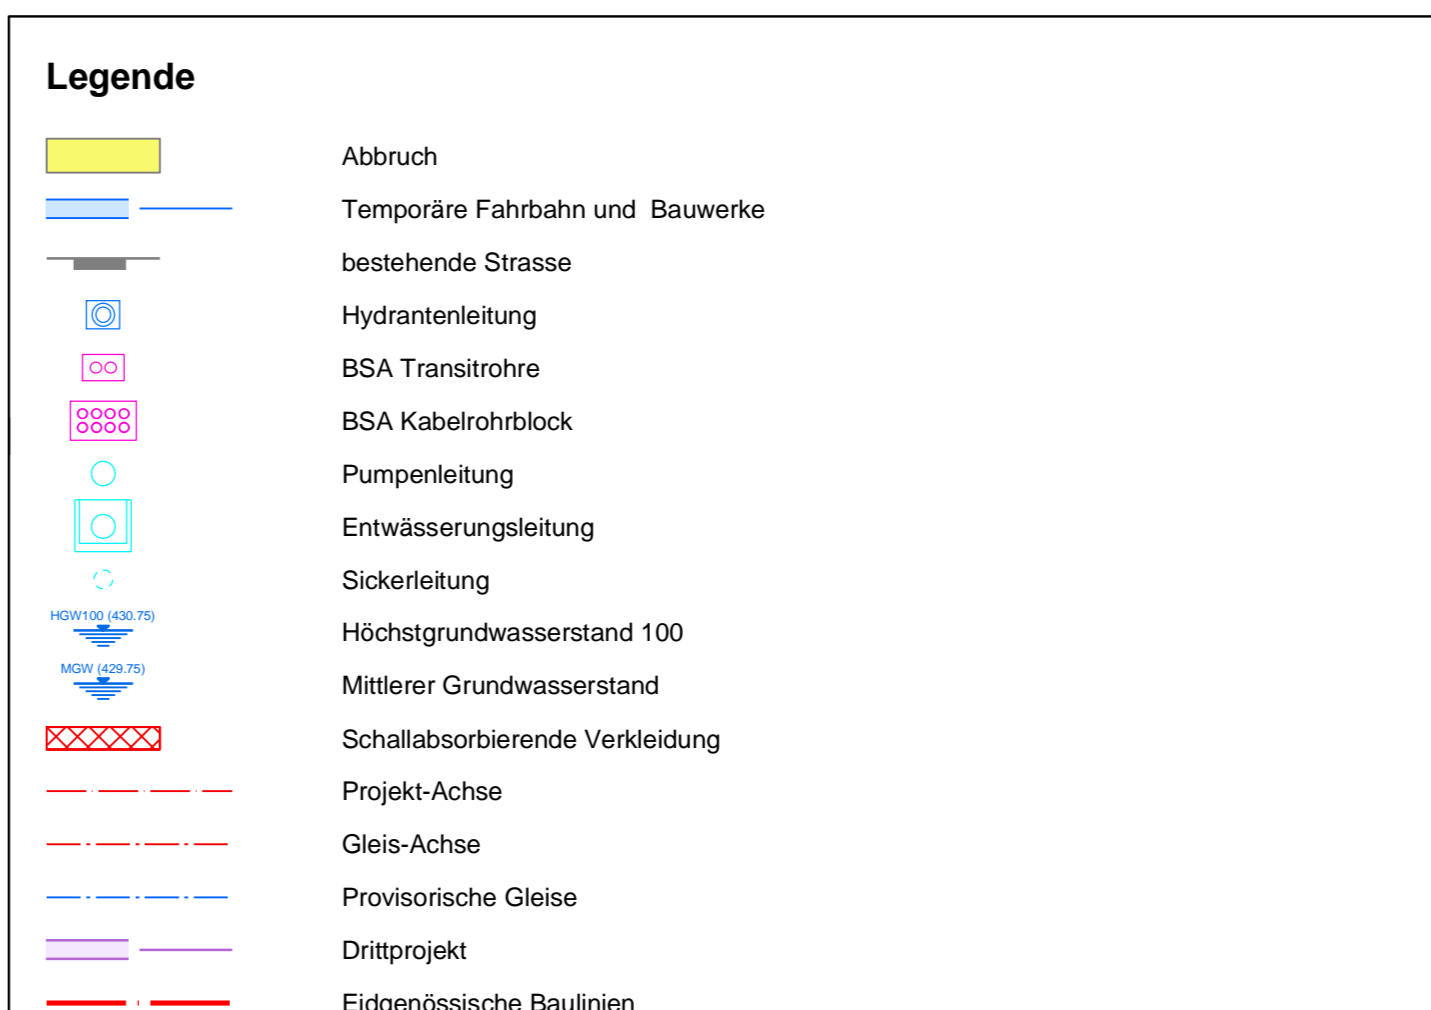 Legende
Abbruch
Temporäre Fahrbahn und  Bauwerke
bestehende Strasse
Hydrantenleitung
BSA Transitrohre
BSA Kabelrohrblock
Pumpenleitung
Entwässerungsleitung
Sickerleitung
HGW100 (430.75)
Höchstgrundwasserstand 100
MGW (429.75)
Mittlerer Grundwasserstand
Schallabsorbierende Verkleidung
Projekt-Achse
Gleis-Achse
Provisorische Gleise
Drittprojekt
Eidgenössische Baulinien